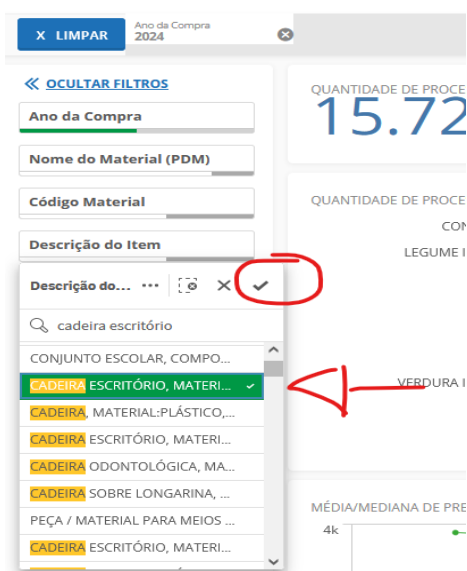 X LIMPAR
Ano da Compra
2024
OCULTAR FILTROS
Ano da Compra
Nome do Material (PDM)
Código Material
Descrição do Item
Descrição do... ...
cadeira escritório
CONJUNTO ESCOLAR, COMPO...
CADEIRA ESCRITÓRIO, MATERI...
CADEIRA, MATERIAL:PLÁSTICO,...
CADEIRA ESCRITÓRIO, MATERI...
CADEIRA ODONTOLÓGICA, MA...
CADEIRA SOBRE LONGARINA, ...
PEÇA / MATERIAL PARA MEIOS ...
CADEIRA ESCRITÓRIO, MATERI...
QUANTIDADE DE PROCE
15.72
QUANTIDADE DE PROCE
CON
LEGUME I
VERDURA I
MÉDIA/MEDIANA DE PRE
4k